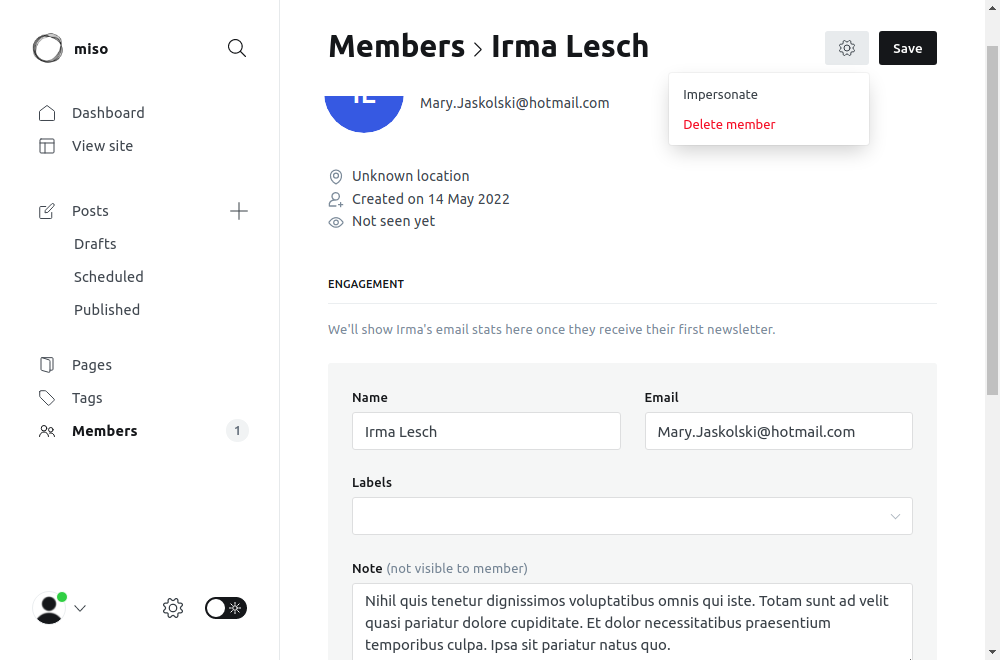 miso
Dashboard
View site
Posts
Drafts
Scheduled
Published
Pages
Tags
Members 1
Members > Irma Lesch
Save
Impersonate
Delete member
Mary.Jaskolski@hotmail.com
Unknown location
Created on 14 May 2022
Not seen yet
ENGAGEMENT
We'll show Irma's email stats here once they receive their first newsletter.
Name
Irma Lesch
Email
Mary.Jaskolski@hotmail.com
Labels
Note (not visible to member)
Nihil quis tenetur dignissimos voluptatibus omnis qui iste. Totam sunt ad velit
quasi pariatur dolore cupiditate. Et dolor necessitatibus praesentium
temporibus culpa. Ipsa sit pariatur natus quo.